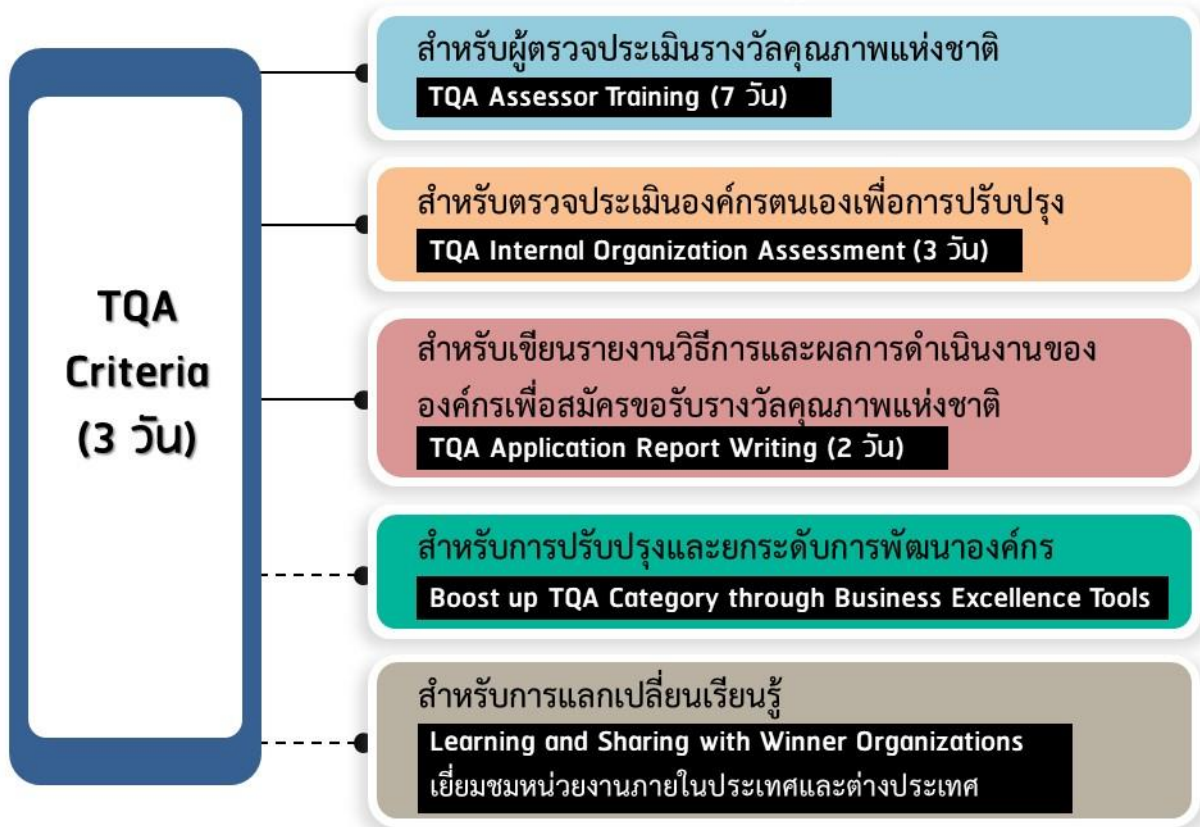 TQA
Criteria
(3 วัน)
สำหรับผู้ตรวจประเมินรางวัลคุณภาพแห่งชาติ
TQA Assessor Training (7 วัน)
สำหรับตรวจประเมินองค์กรตนเองเพื่อการปรับปรุง
TQA Internal Organization Assessment (3 วัน)
สำหรับเขียนรายงานวิธีการและผลการดำเนินงานของ
องค์กรเพื่อสมัครขอรับรางวัลคุณภาพแห่งชาติ
TQA Application Report Writing (2 วัน)
สำหรับการปรับปรุงและยกระดับการพัฒนาองค์กร
Boost up TQA Category through Business Excellence Tools
สำหรับการแลกเปลี่ยนเรียนรู้
Learning and Sharing with Winner Organizations
เยี่ยมชมหน่วยงานภายในประเทศและต่างประเทศ